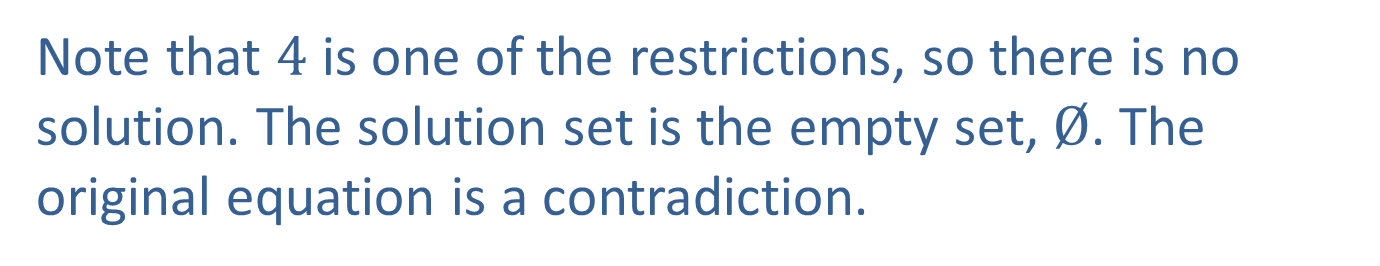 Note that 4 is one of the restrictions, so there is no
solution. The solution set is the empty set, Ø. The
original equation is a contradiction.